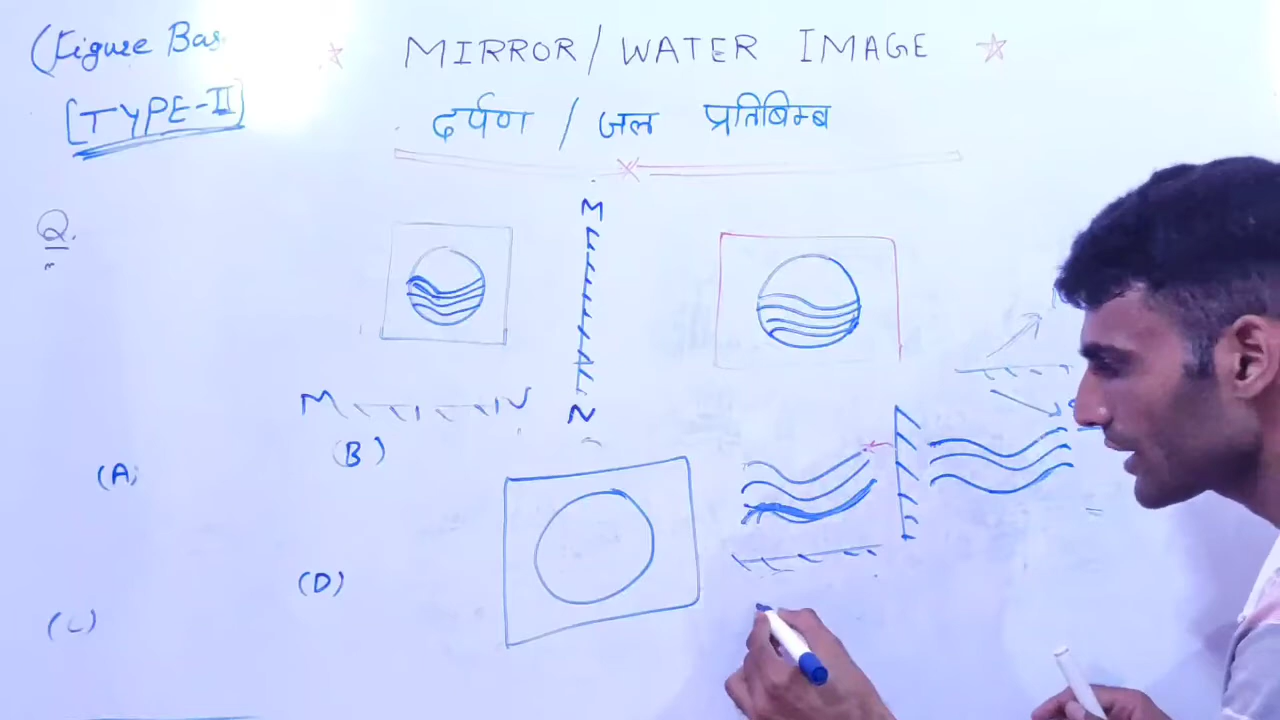 (Figure Bas
MIRROR/WATER IMAGE
[TYPE-II]
दर्पण / जल प्रतिबिम्ब
Q.
M
M N
N
(B)
(A)
(D)
(C)